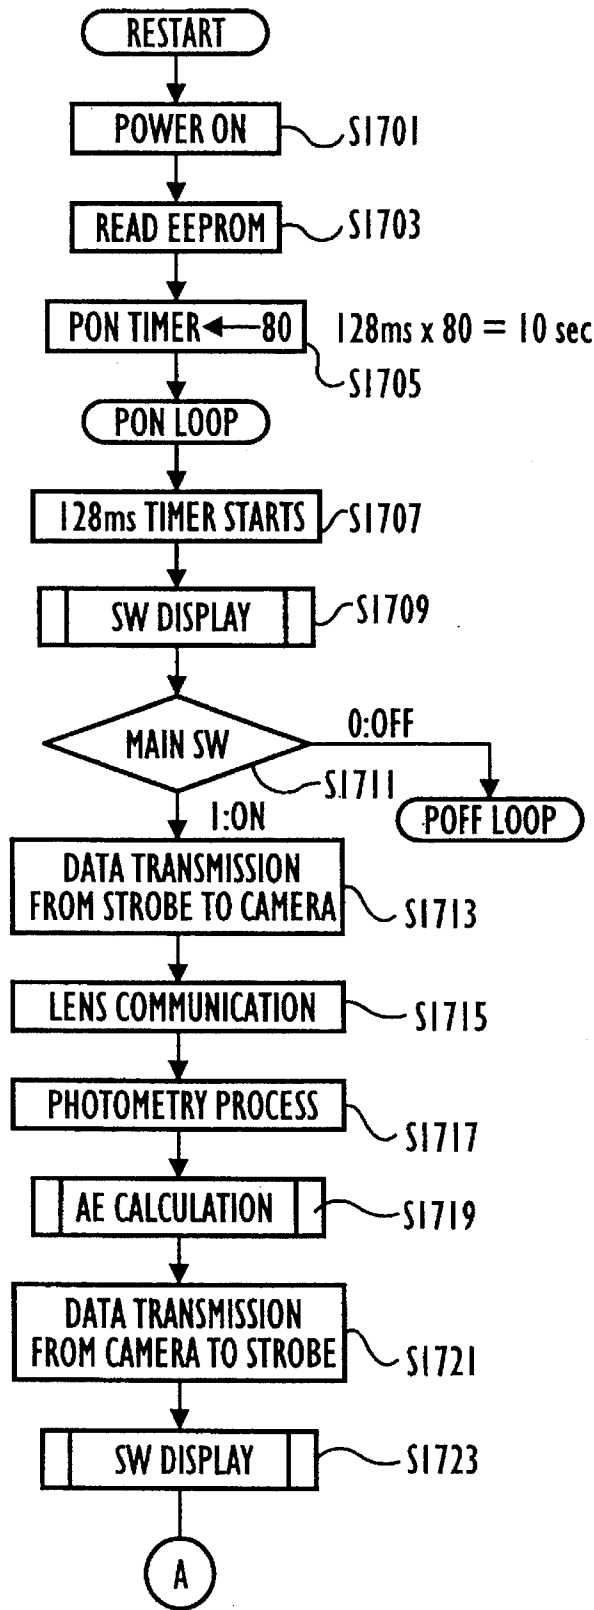 RESTART
POWER ON
S1701
READ EEPROM
S1703
PON TIMER ← 80
128ms x 80 = 10 sec
S1705
PON LOOP
128ms TIMER STARTS
S1707
SW DISPLAY
S1709
MAIN SW
0:OFF
S1711
1:ON
POFF LOOP
DATA TRANSMISSION
FROM STROBE TO CAMERA
S1713
LENS COMMUNICATION
S1715
PHOTOMETRY PROCESS
S1717
AE CALCULATION
S1719
DATA TRANSMISSION
FROM CAMERA TO STROBE
S1721
SW DISPLAY
S1723
A